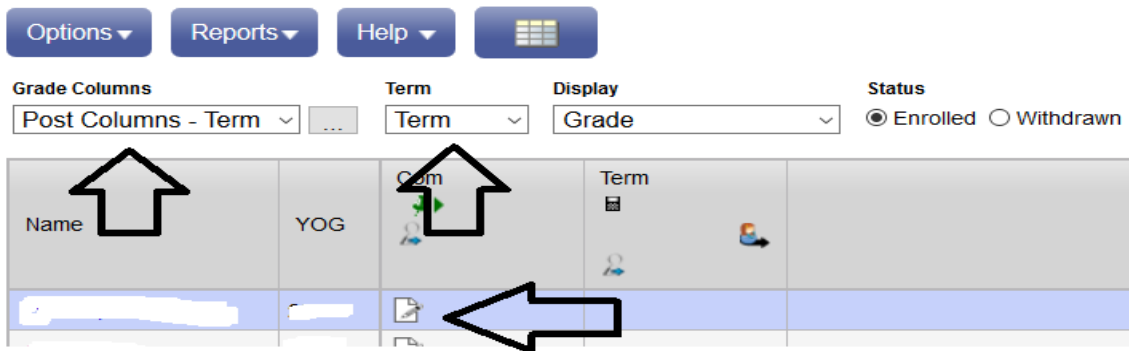 Options Reports Help
Grade Columns Term Display Status
Post Columns - Term ... Term Grade Enrolled Withdrawn
Com Term
Name YOG